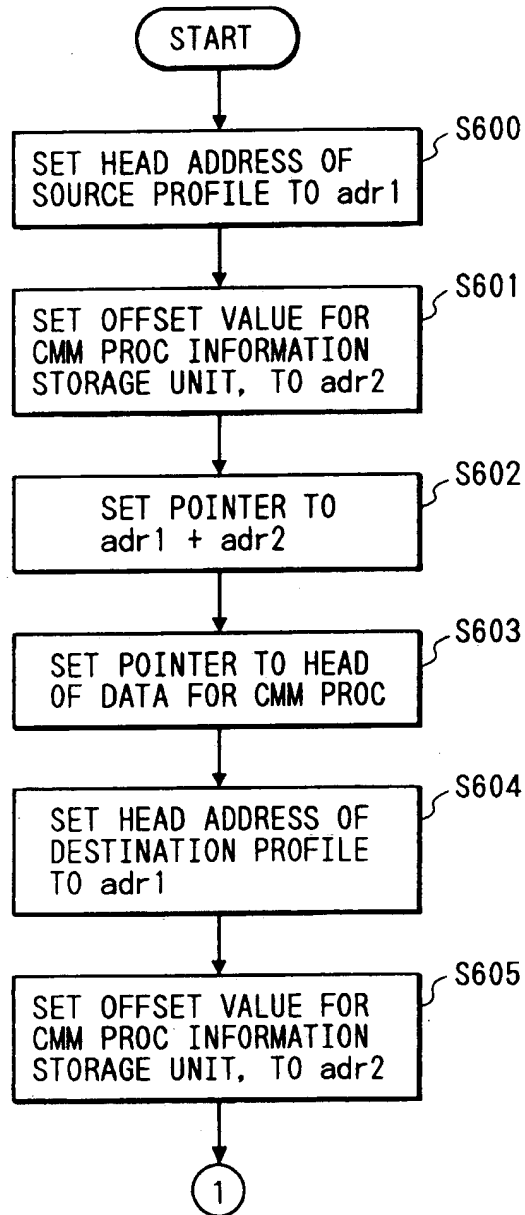 START
S600
SET HEAD ADDRESS OF
SOURCE PROFILE TO adr1
S601
SET OFFSET VALUE FOR
CMM PROC INFORMATION
STORAGE UNIT, TO adr2
S602
SET POINTER TO
adr1 + adr2
S603
SET POINTER TO HEAD
OF DATA FOR CMM PROC
S604
SET HEAD ADDRESS OF
DESTINATION PROFILE
TO adr1
S605
SET OFFSET VALUE FOR
CMM PROC INFORMATION
STORAGE UNIT, TO adr2
1